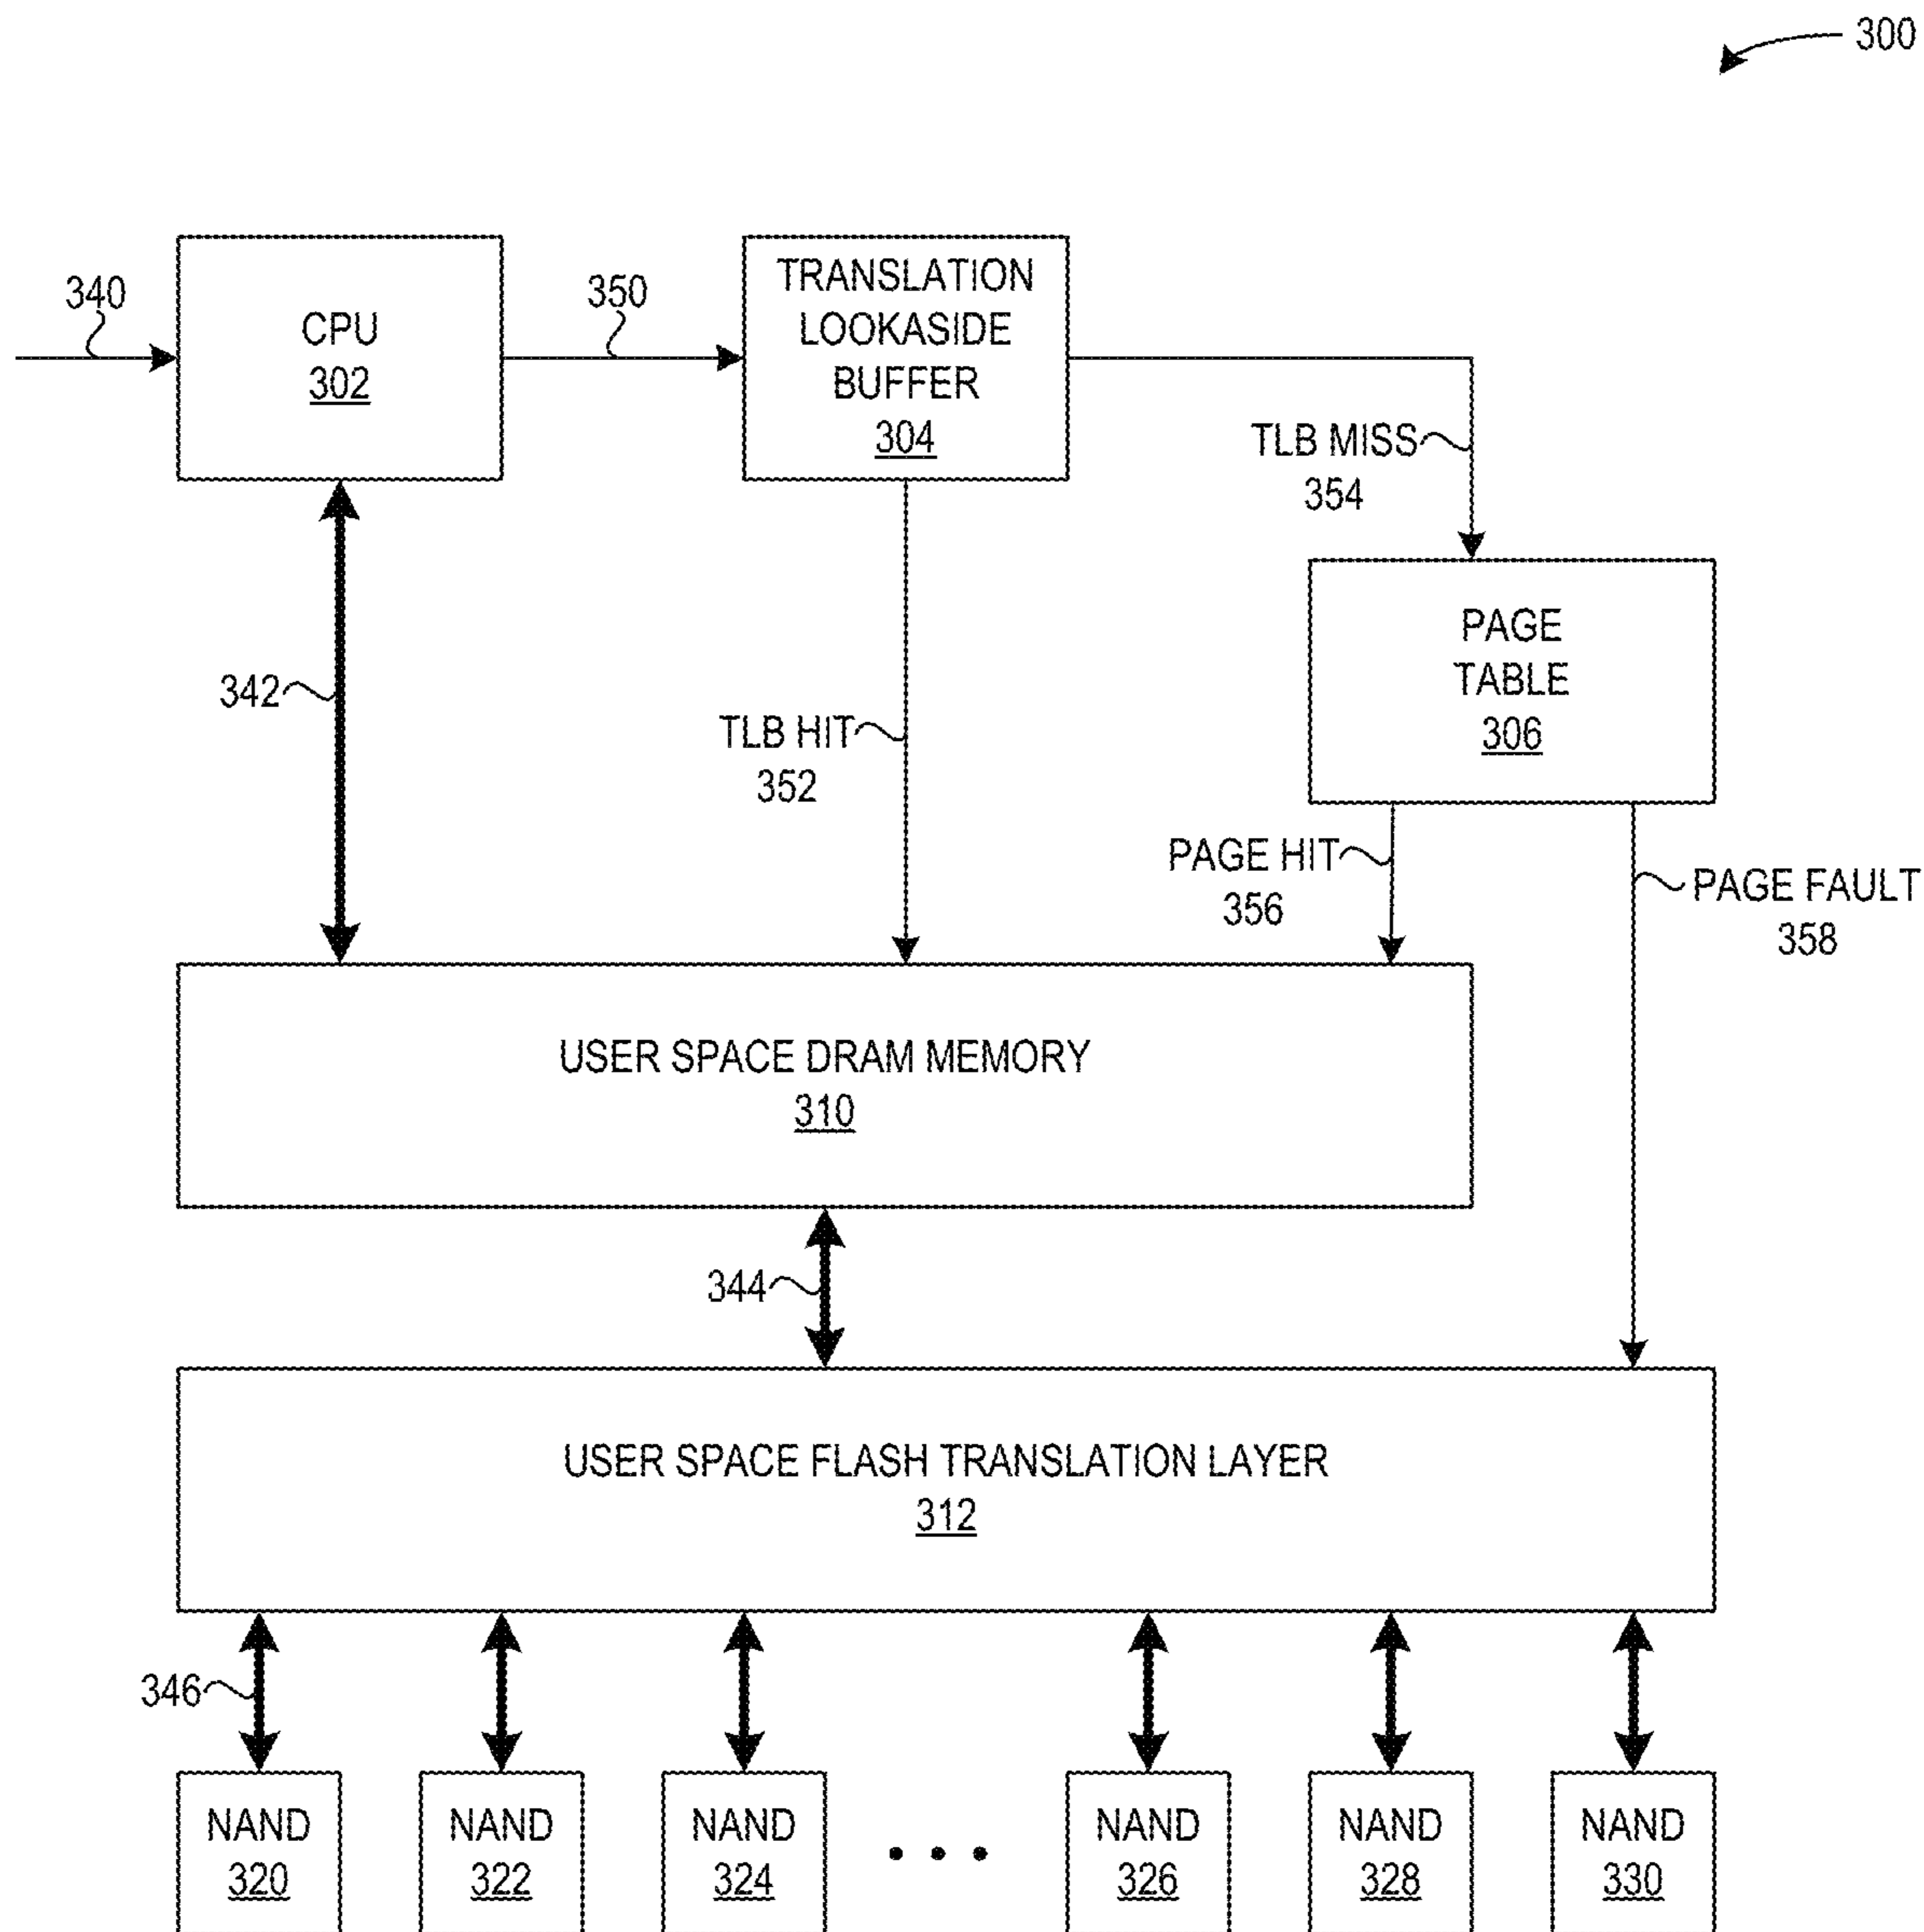 300
340
CPU
302
350
TRANSLATION
LOOKASIDE
BUFFER
304
TLB MISS
354
PAGE
TABLE
306
342
TLB HIT
352
PAGE HIT
356
PAGE FAULT
358
USER SPACE DRAM MEMORY
310
344
USER SPACE FLASH TRANSLATION LAYER
312
346
NAND
320
NAND
322
NAND
324
NAND
326
NAND
328
NAND
330